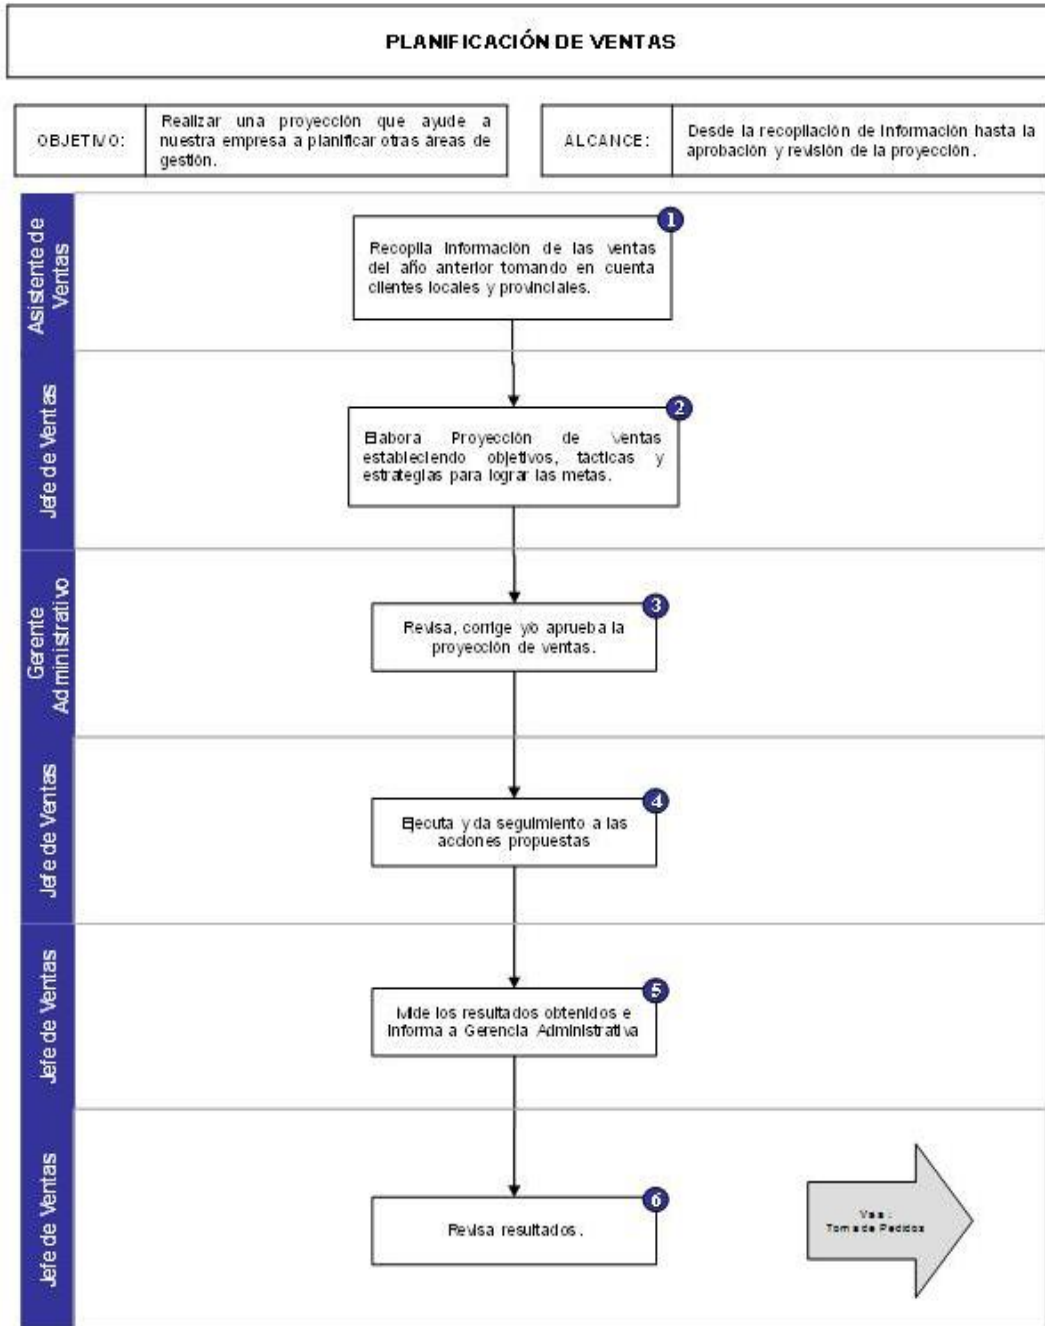 PLANIFICACIÓN DE VENTAS
OBJETIVO:
Realizar una proyección que ayude a
nuestra empresa a planificar otras áreas de
gestión.
ALCANCE:
Desde la recopilación de información hasta la
aprobación y revisión de la proyección.
Asistente de
Ventas
1
Recopila información de las ventas
del año anterior tomando en cuenta
clientes locales y provinciales.
Jefe de Ventas
2
Elabora Proyección de Ventas
estableciendo objetivos, tácticas y
estrategias para lograr las metas.
Gerente
Administrativo
3
Revisa, corrige y/o aprueba la
proyección de ventas.
Jefe de Ventas
4
Ejecuta y da seguimiento a las
acciones propuestas
Jefe de Ventas
5
Mide los resultados obtenidos e
informa a Gerencia Administrativa
Jefe de Ventas
6
Revisa resultados.
Toma de Pedidos